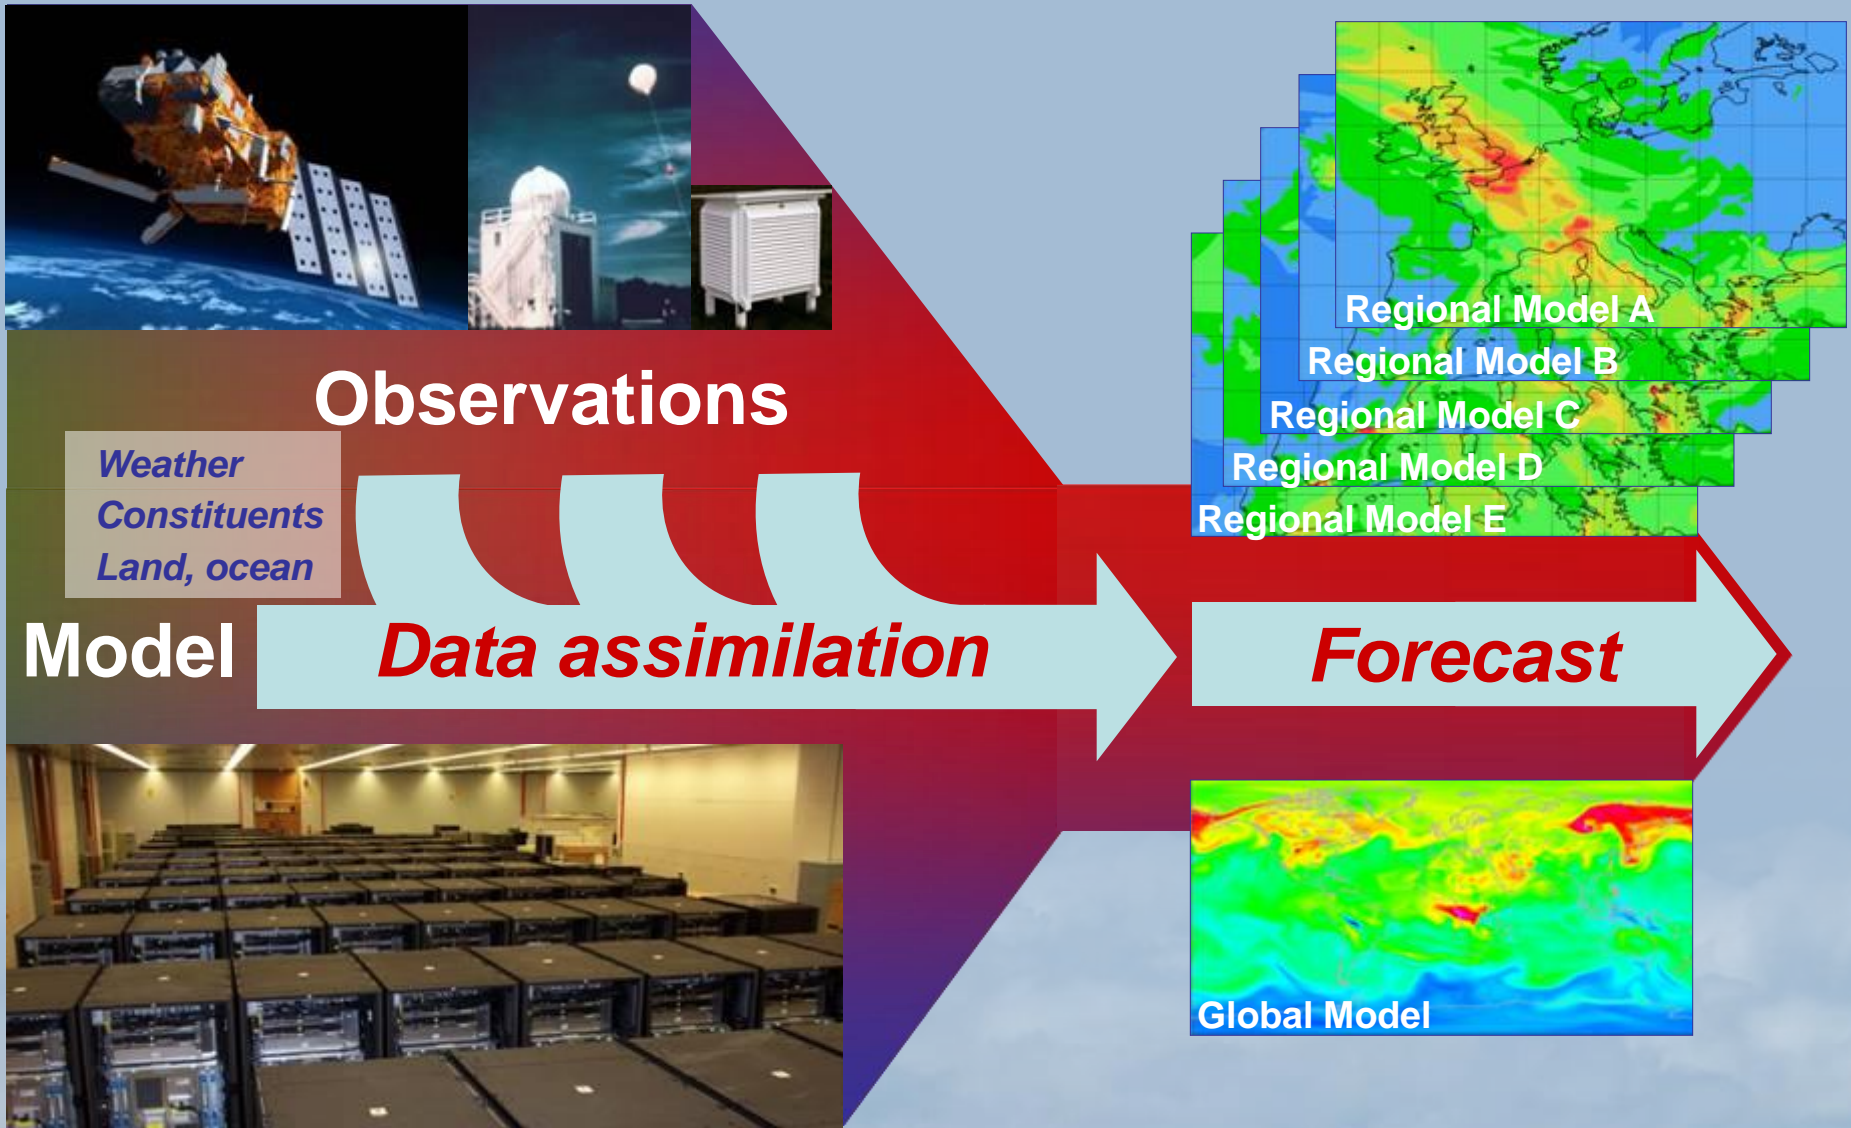 Observations
Weather
Constituents
Land, ocean
Model
Data assimilation
Forecast
Regional Model A
Regional Model B
Regional Model C
Regional Model D
Regional Model E
Global Model